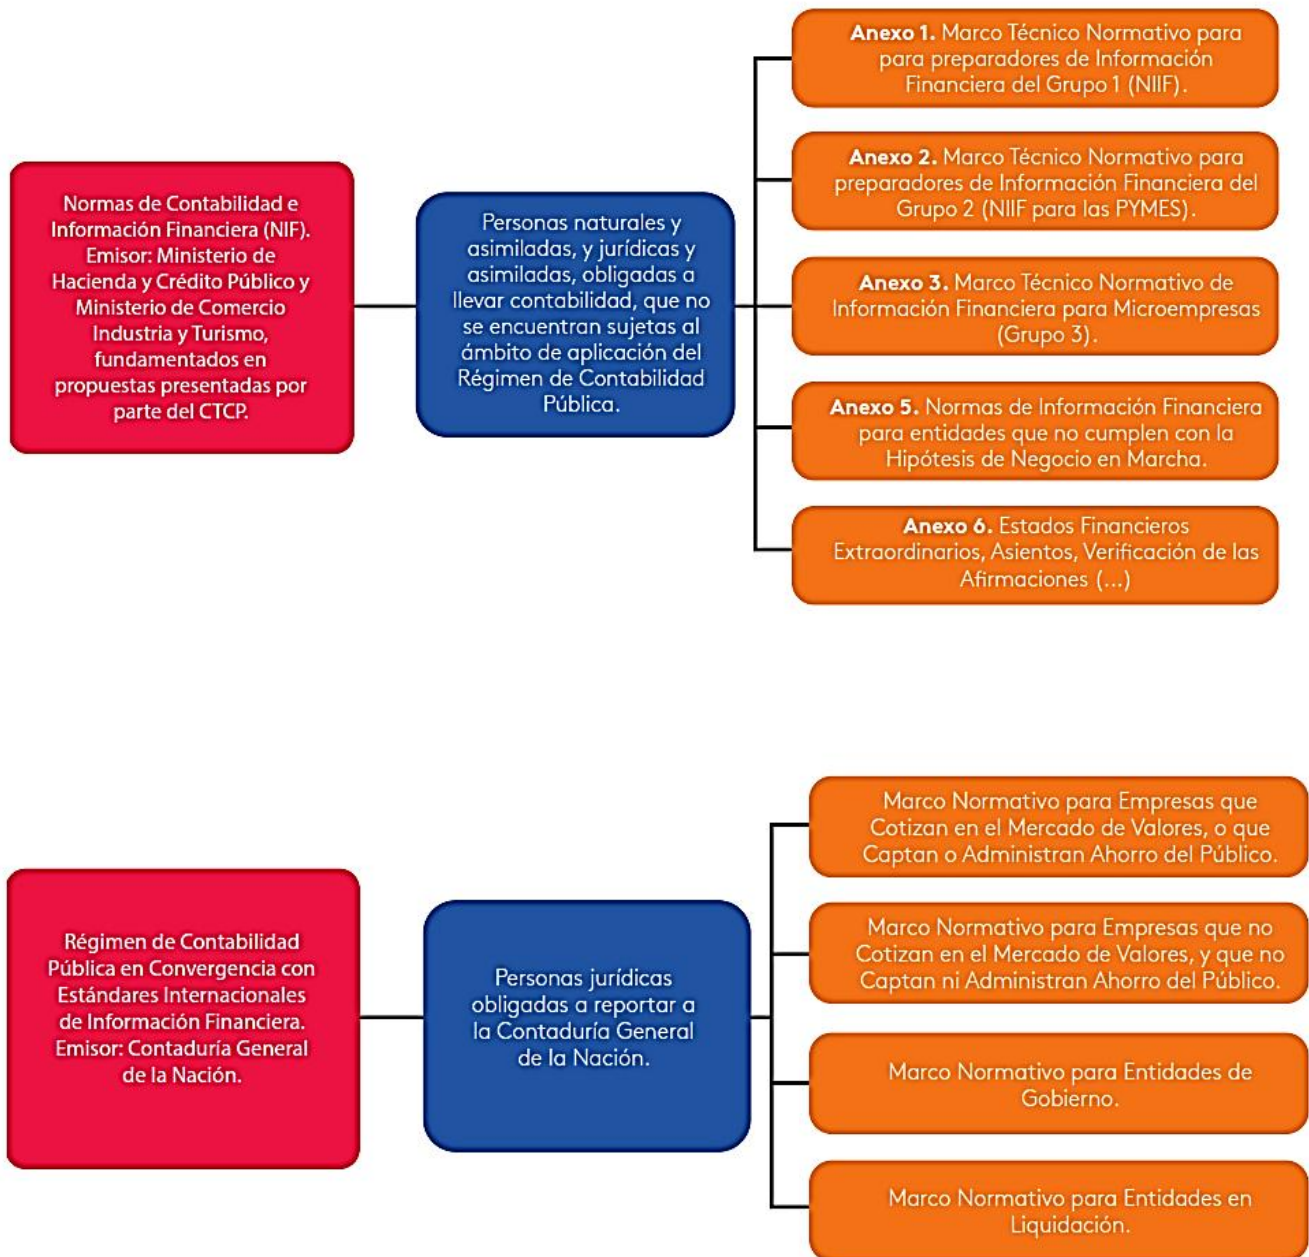 Normas de Contabilidad e
Información Financiera (NIF).
Emisor: Ministerio de
Hacienda y Crédito Público y
Ministerio de Comercio
Industria y Turismo,
fundamentados en
propuestas presentadas por
parte del CTCP.
Personas naturales y
asimiladas, y jurídicas y
asimiladas, obligadas a
llevar contabilidad, que no
se encuentran sujetas al
ámbito de aplicación del
Régimen de Contabilidad
Pública.
Anexo 1. Marco Técnico Normativo para
para preparadores de Información
Financiera del Grupo 1 (NIIF).
Anexo 2. Marco Técnico Normativo para
preparadores de Información Financiera del
Grupo 2 (NIIF para las PYMES).
Anexo 3. Marco Técnico Normativo de
Información Financiera para Microempresas
(Grupo 3).
Anexo 5. Normas de Información Financiera
para entidades que no cumplen con la
Hipótesis de Negocio en Marcha.
Anexo 6. Estados Financieros
Extraordinarios, Asientos, Verificación de las
Afirmaciones (...)
Régimen de Contabilidad
Pública en Convergencia con
Estándares Internacionales
de Información Financiera.
Emisor: Contaduría General
de la Nación.
Personas jurídicas
obligadas a reportar a
la Contaduría General
de la Nación.
Marco Normativo para Empresas que
Cotizan en el Mercado de Valores, o que
Captan o Administran Ahorro del Público.
Marco Normativo para Empresas que no
Cotizan en el Mercado de Valores, y que no
Captan ni Administran Ahorro del Público.
Marco Normativo para Entidades de
Gobierno.
Marco Normativo para Entidades en
Liquidación.